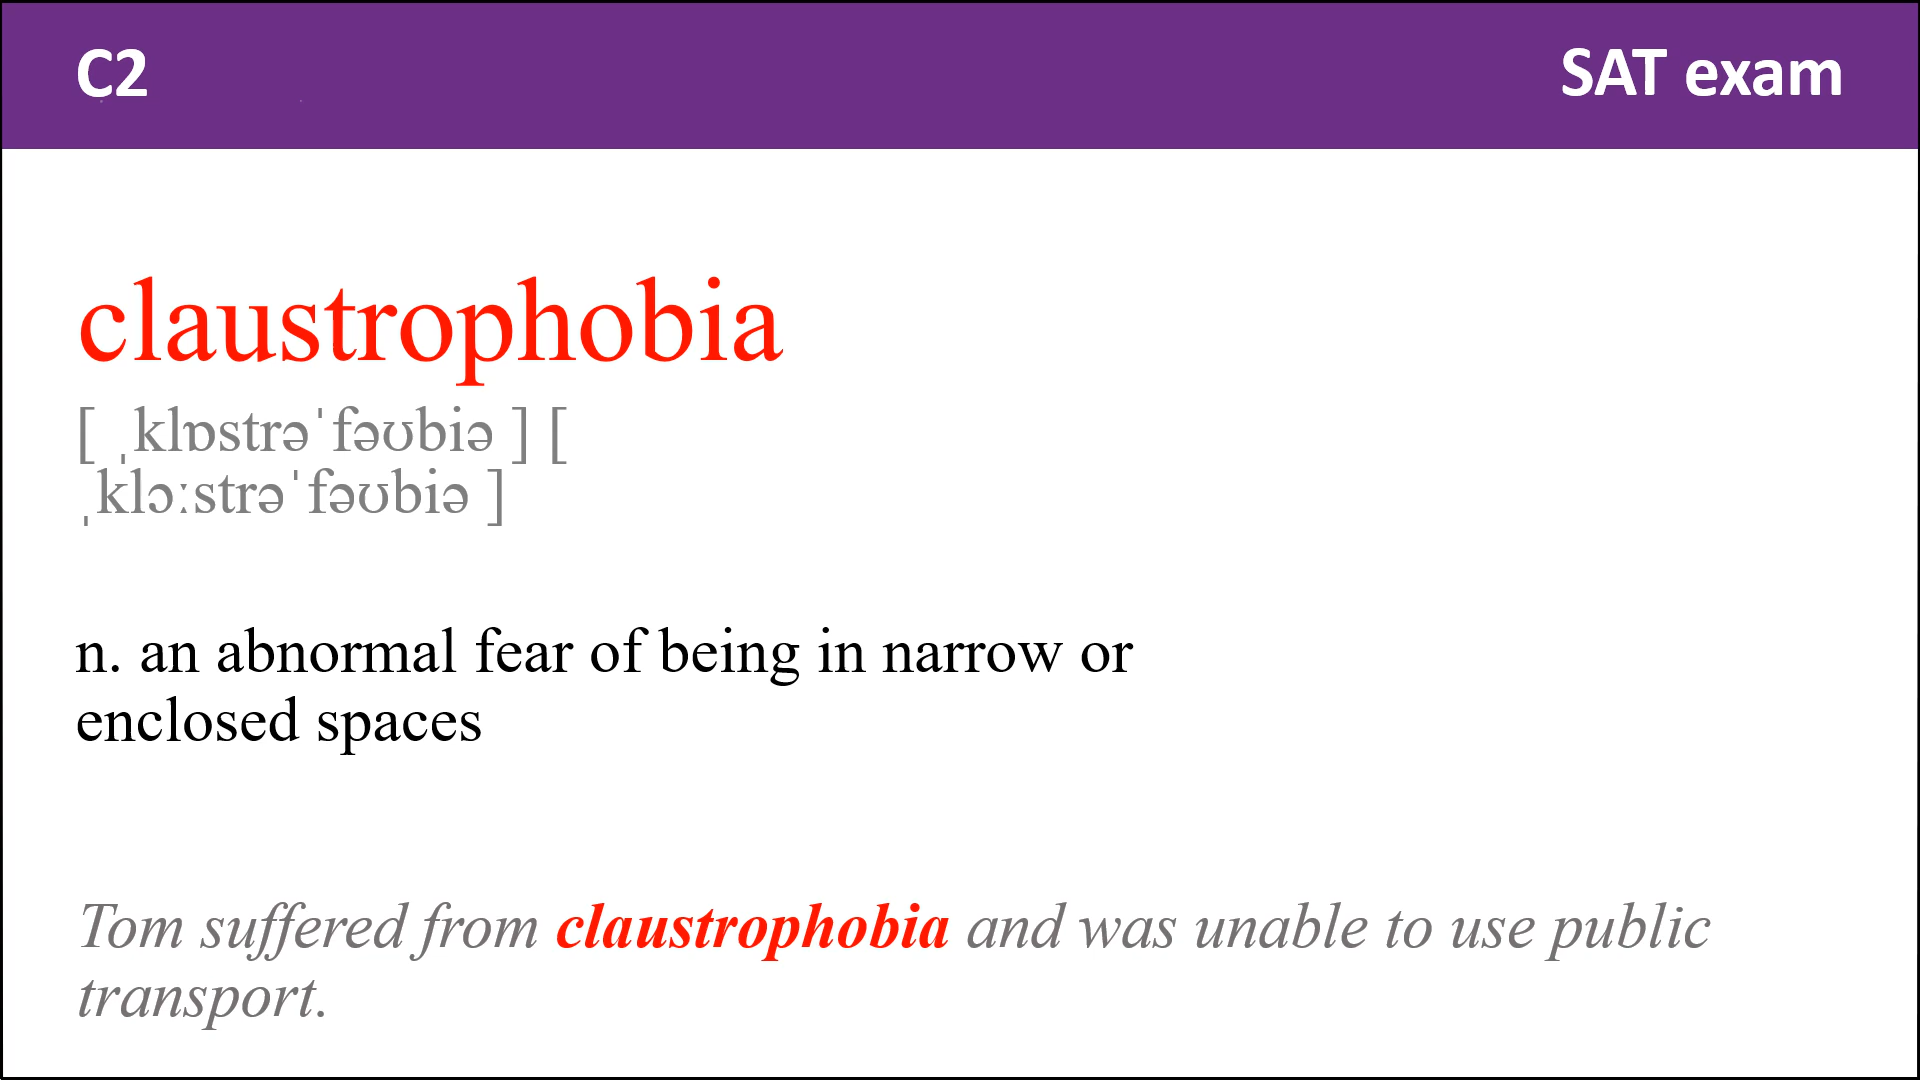 C2
SAT exam
claustrophobia
[ ˌklɒstrəˈfəʊbiə ] [
ˌklɔːstrəˈfəʊbiə ]
n. an abnormal fear of being in narrow or
enclosed spaces
Tom suffered from claustrophobia and was unable to use public
transport.